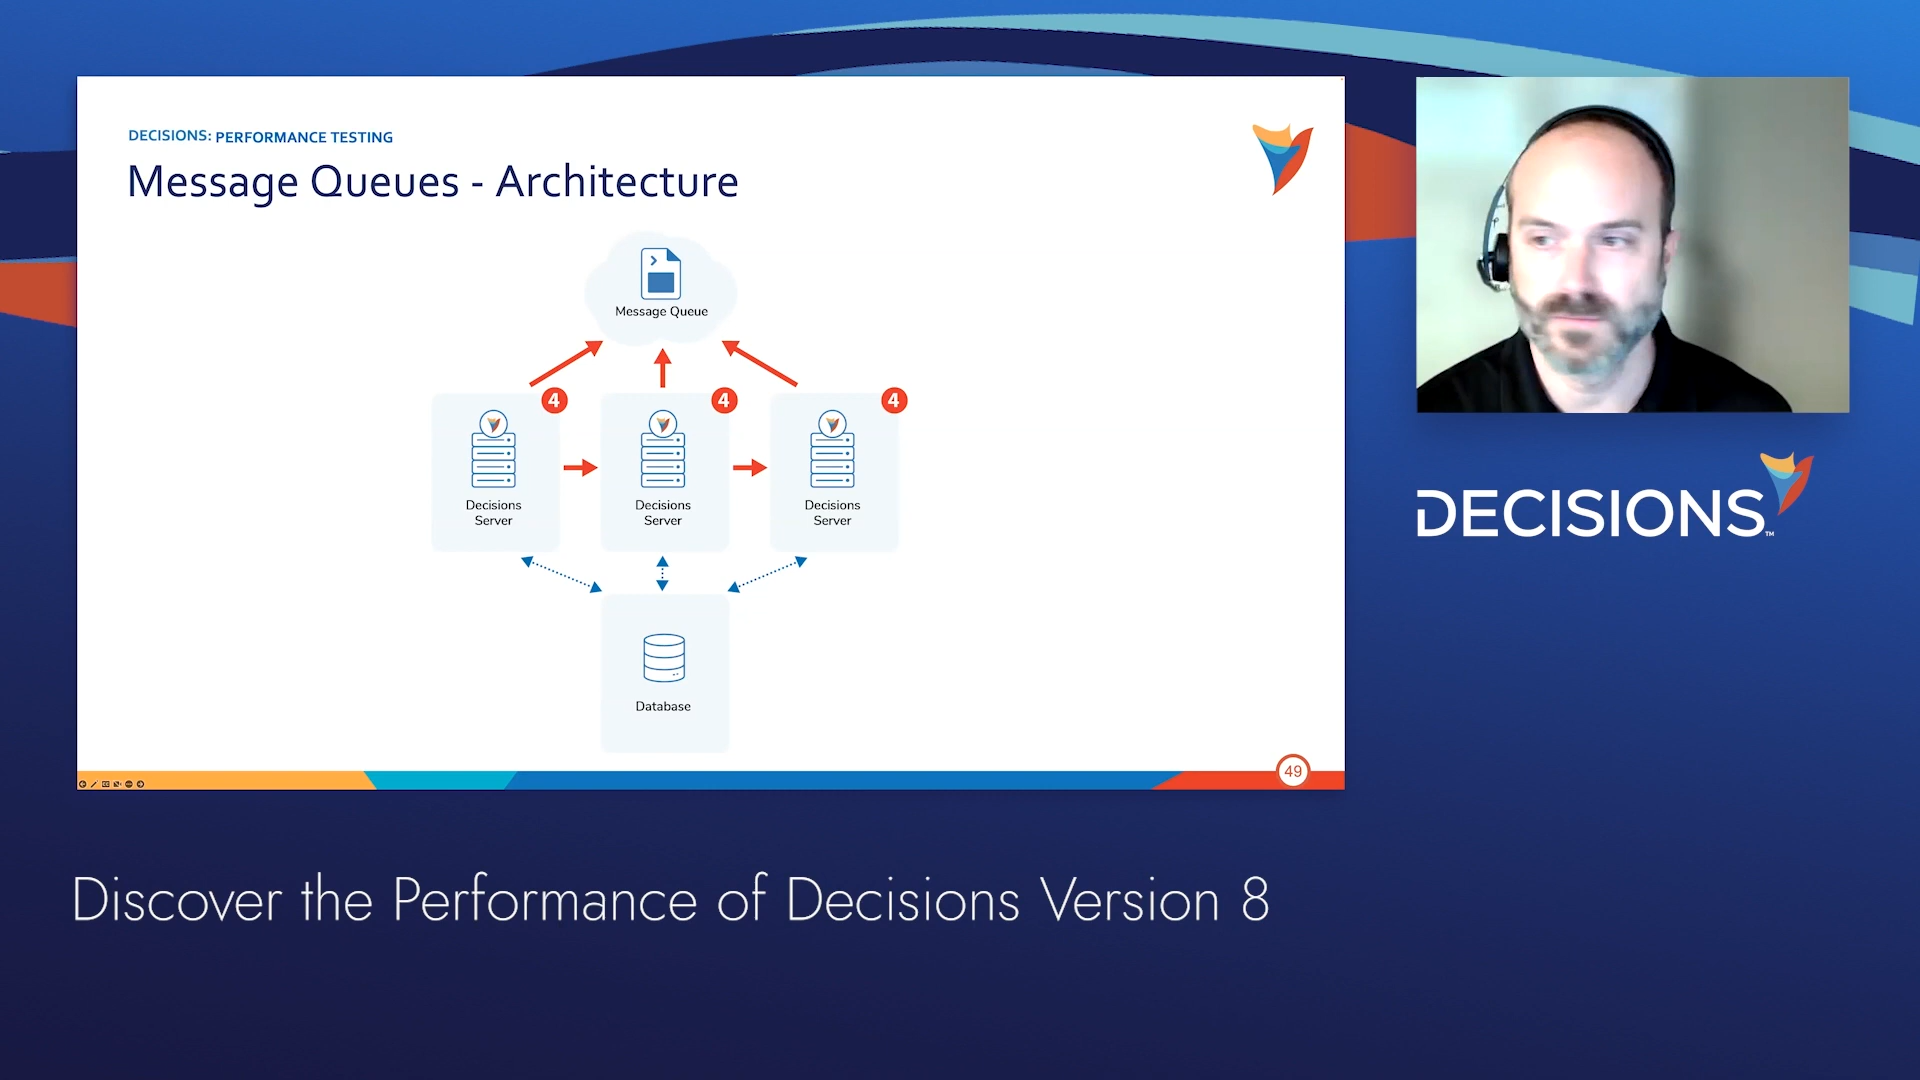 DECISIONS: PERFORMANCE TESTING
Message Queues - Architecture
Message Queue
4
4
4
Decisions
Server
Decisions
Server
Decisions
Server
Database
49
DECISIONS™
Discover the Performance of Decisions Version 8